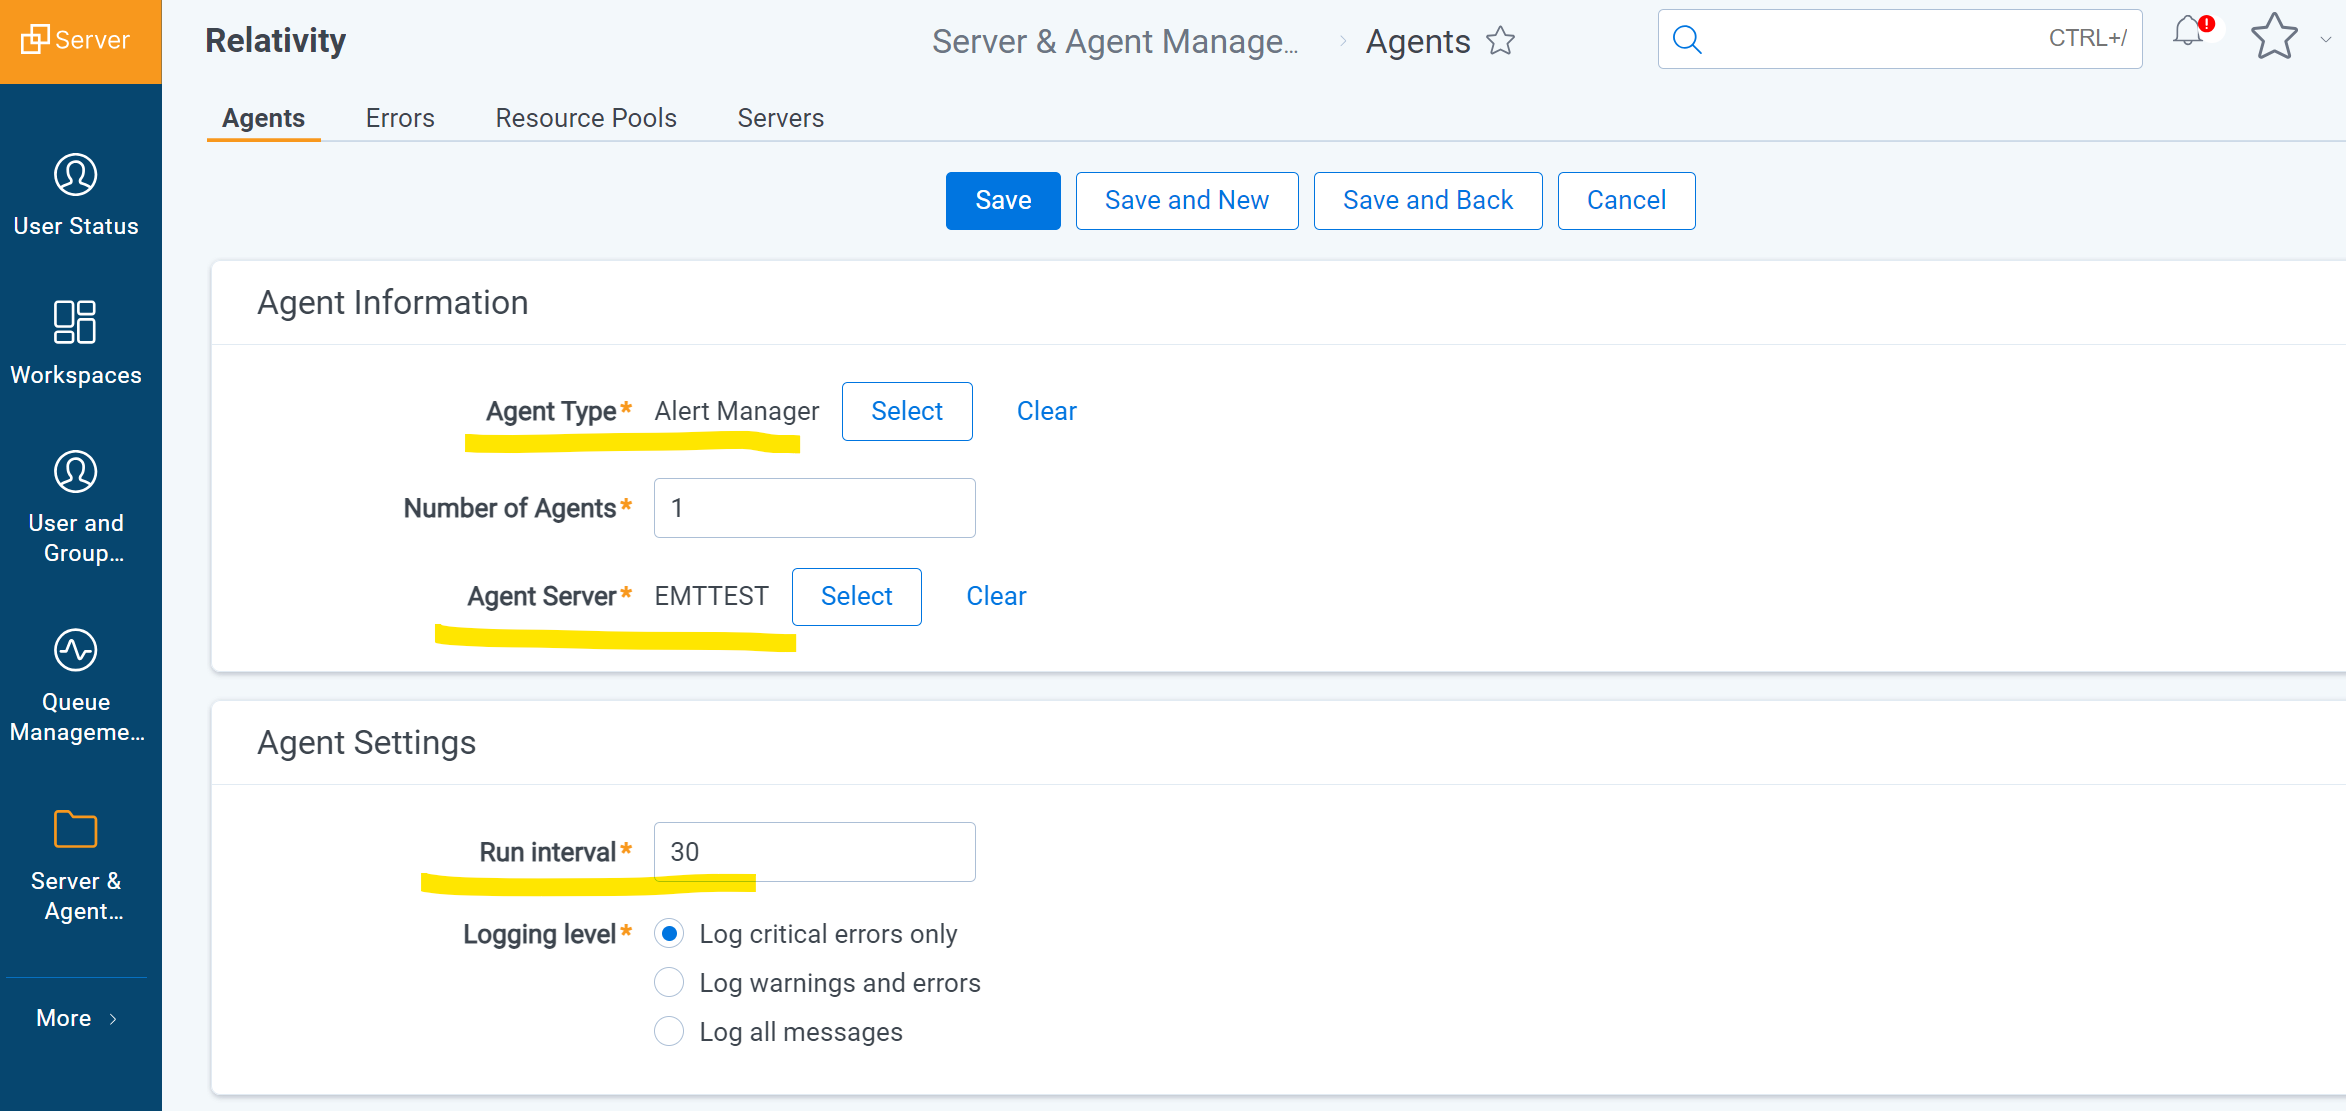 Server
Relativity
Server & Agent Manage...
Agents
CTRL+/
!
Agents
Errors
Resource Pools
Servers
User Status
Workspaces
User and
Group...
Queue
Manageme...
Server &
Agent...
More
Save
Save and New
Save and Back
Cancel
Agent Information
Agent Type* Alert Manager Select Clear
Number of Agents* 1
Agent Server* EMTTEST Select Clear
Agent Settings
Run interval* 30
Logging level* Log critical errors only
Log warnings and errors
Log all messages